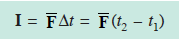 I = F̅Δt = F̅(t₂ − t₁)